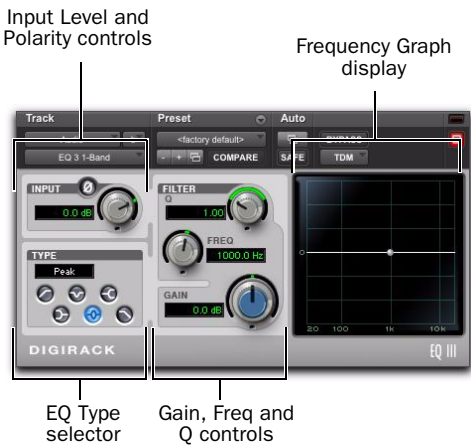 Input Level and
Polarity controls
Frequency Graph
display
Track
Preset
Auto
<factory default>
BYPASS
EQ 3 1-Band
- +
COMPARE
SAFE
TDM
INPUT
Ø
0.0 dB
FILTER
Q
1.00
FREQ
1000.0 Hz
TYPE
Peak
GAIN
0.0 dB
0
20 100 1k 10k
DIGIRACK
EQ III
EQ Type
selector
Gain, Freq and
Q controls